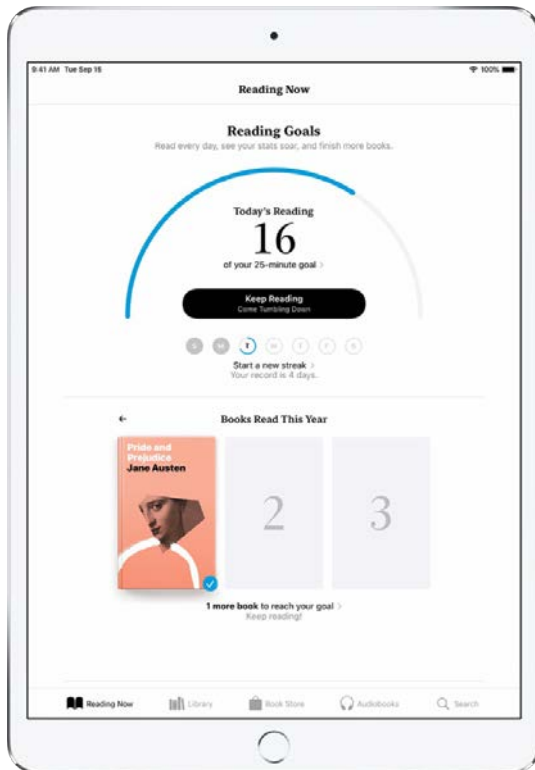 9:41 AM Tue Sep 15
100%
Reading Now
Reading Goals
Read every day, see your stats soar, and finish more books.
Today's Reading
16
of your 25-minute goal >
Keep Reading
Come Tumbling Down
S M T W T F S
Start a new streak >
Your record is 4 days.
Books Read This Year
Pride and
Prejudice
Jane Austen
2
3
1 more book to reach your goal >
Keep reading!
Reading Now Library Book Store Audiobooks Search